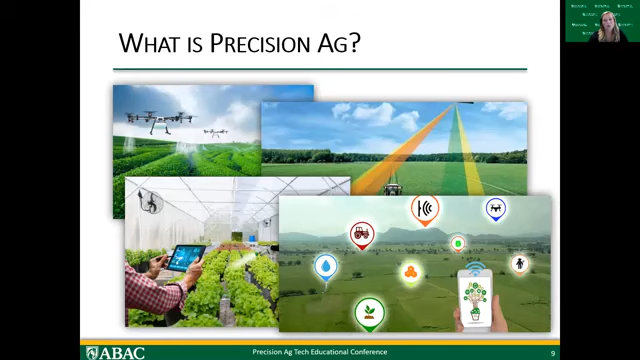 WHAT IS PRECISION AG?
ABAC
Precision Ag Tech Educational Conference
9